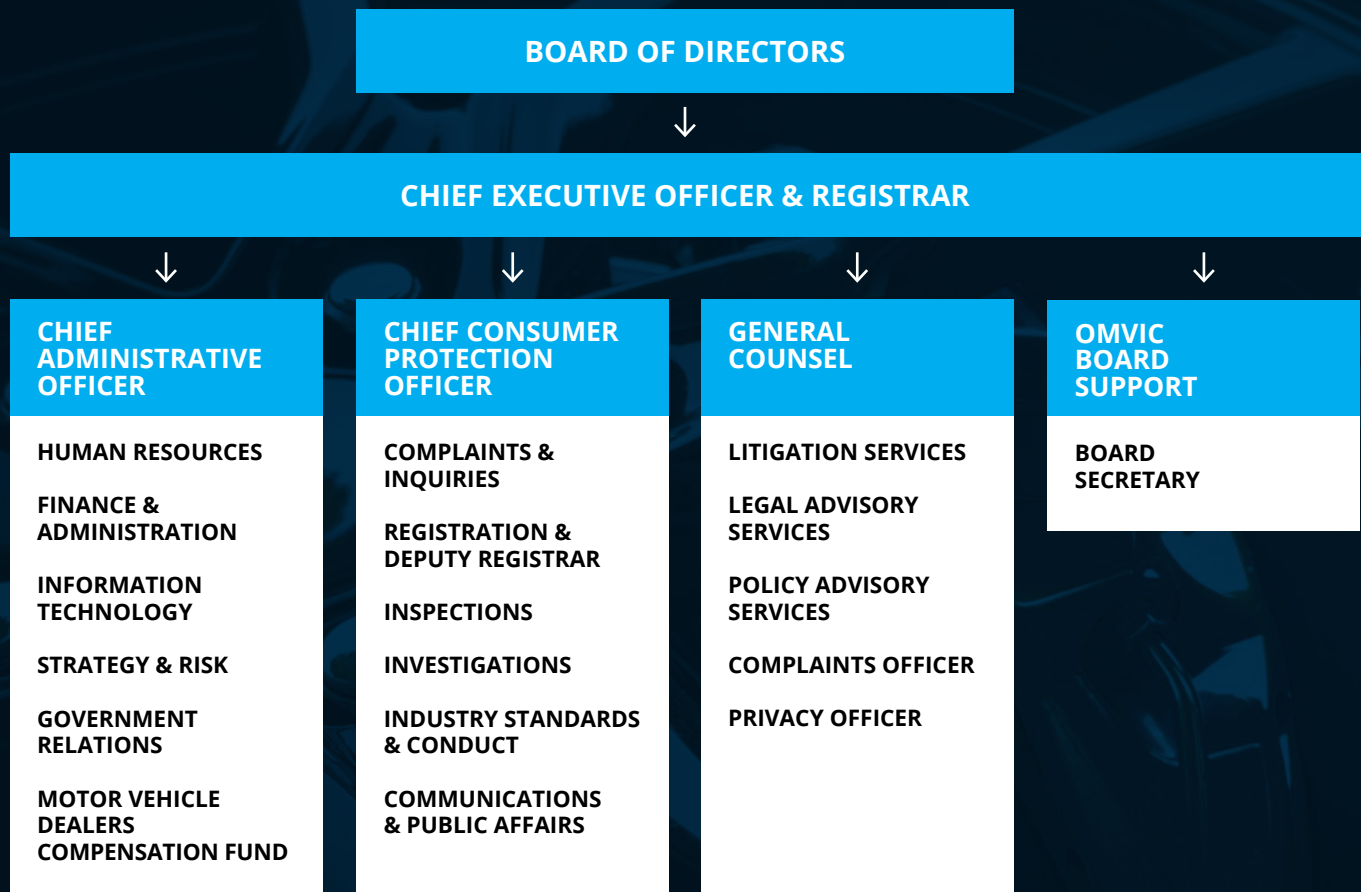 BOARD OF DIRECTORS
CHIEF EXECUTIVE OFFICER & REGISTRAR
CHIEF
ADMINISTRATIVE
OFFICER
HUMAN RESOURCES
FINANCE &
ADMINISTRATION
INFORMATION
TECHNOLOGY
STRATEGY & RISK
GOVERNMENT
RELATIONS
MOTOR VEHICLE
DEALERS
COMPENSATION FUND
CHIEF CONSUMER
PROTECTION
OFFICER
COMPLAINTS &
INQUIRIES
REGISTRATION &
DEPUTY REGISTRAR
INSPECTIONS
INVESTIGATIONS
INDUSTRY STANDARDS
& CONDUCT
COMMUNICATIONS
& PUBLIC AFFAIRS
GENERAL
COUNSEL
LITIGATION SERVICES
LEGAL ADVISORY
SERVICES
POLICY ADVISORY
SERVICES
COMPLAINTS OFFICER
PRIVACY OFFICER
OMVIC
BOARD
SUPPORT
BOARD
SECRETARY